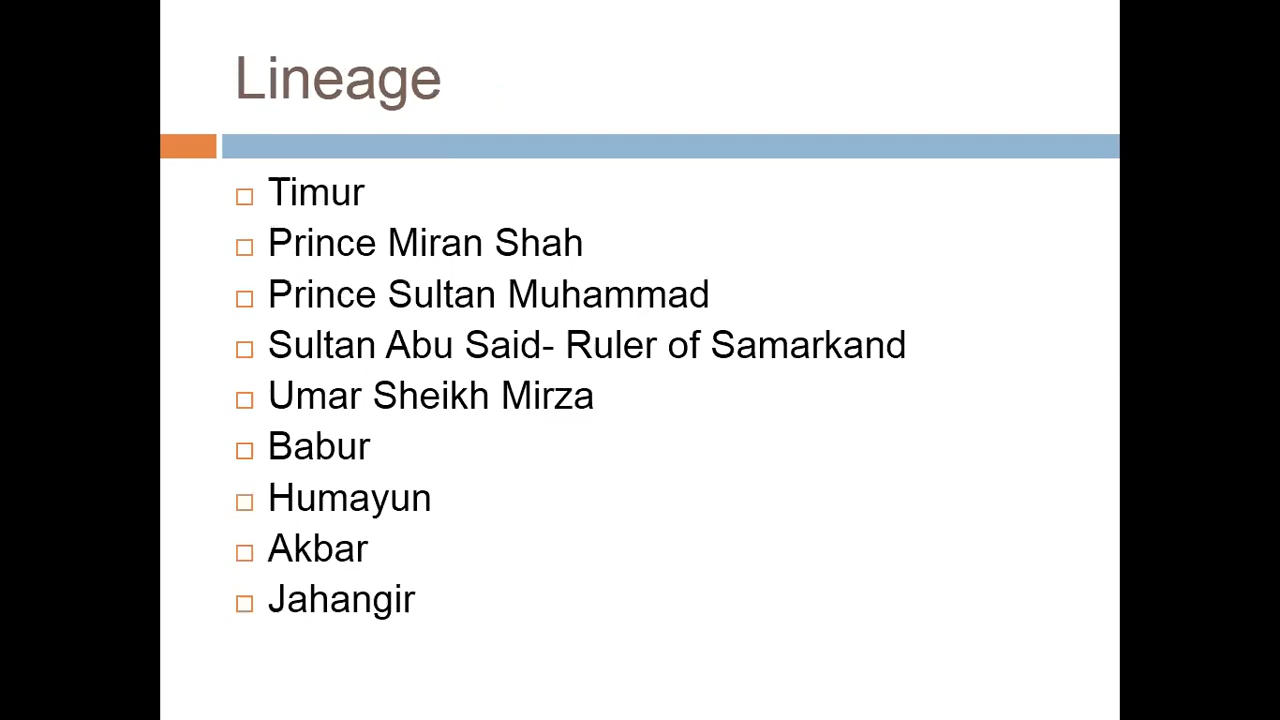 Lineage
Timur
Prince Miran Shah
Prince Sultan Muhammad
Sultan Abu Said- Ruler of Samarkand
Umar Sheikh Mirza
Babur
Humayun
Akbar
Jahangir